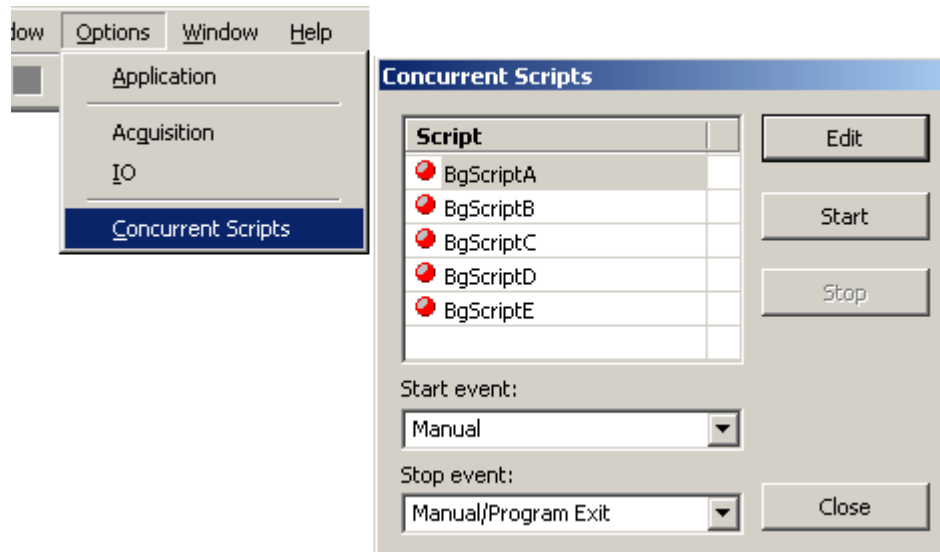 Options Window Help
Application
Acquisition
IO
Concurrent Scripts
Concurrent Scripts
Script
BgScriptA
BgScriptB
BgScriptC
BgScriptD
BgScriptE
Edit
Start
Stop
Start event:
Manual
Stop event:
Manual/Program Exit
Close